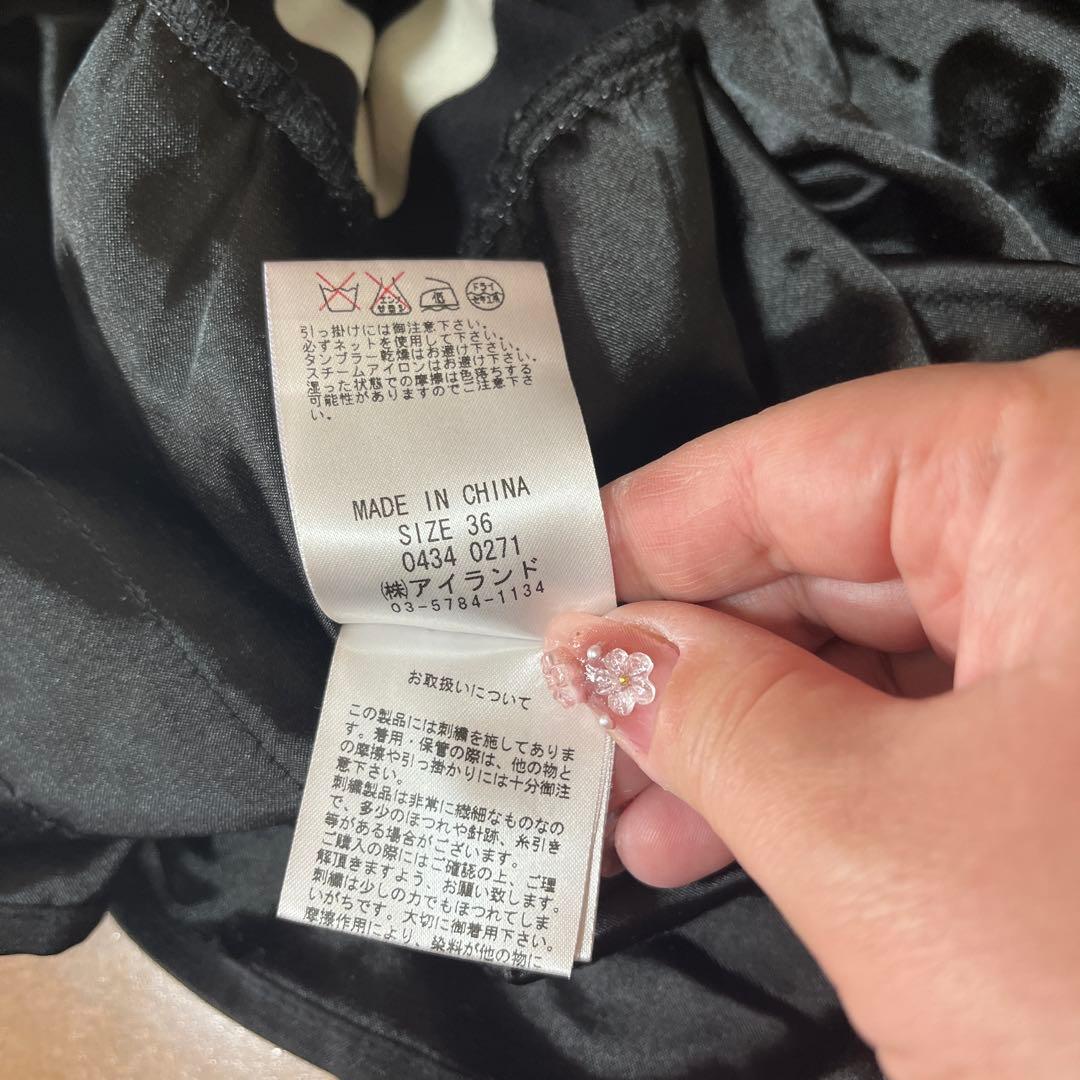 エンソ
サラシ
低
ドライ
セキユ系
引っ掛けには御注意下さい。
必ずネットを使用して下さい。
タンブラー乾燥はお避け下さい。
スチームアイロンはお避け下さい。
湿った状態での摩擦は色落ちする
可能性がありますのでご注意下さ
い。
MADE IN CHINA
SIZE 36
0434 0271
㈱アイランド
03-5784-1134
お取扱いについて
この製品には刺繍を施してありま
す。着用・保管の際は、他の物と
の摩擦や引っ掛かりには十分御注
意下さい。
刺繍製品は非常に繊細なものなの
で、多少のほつれや針跡、糸引き
等がある場合がございます。
ご購入の際にはご確認の上、ご理
解頂きますよう、お願い致します。
刺繍は少しの力でもほつれてしま
いがちです。大切に御着用下さい。
摩擦作用により、染料が他の物に